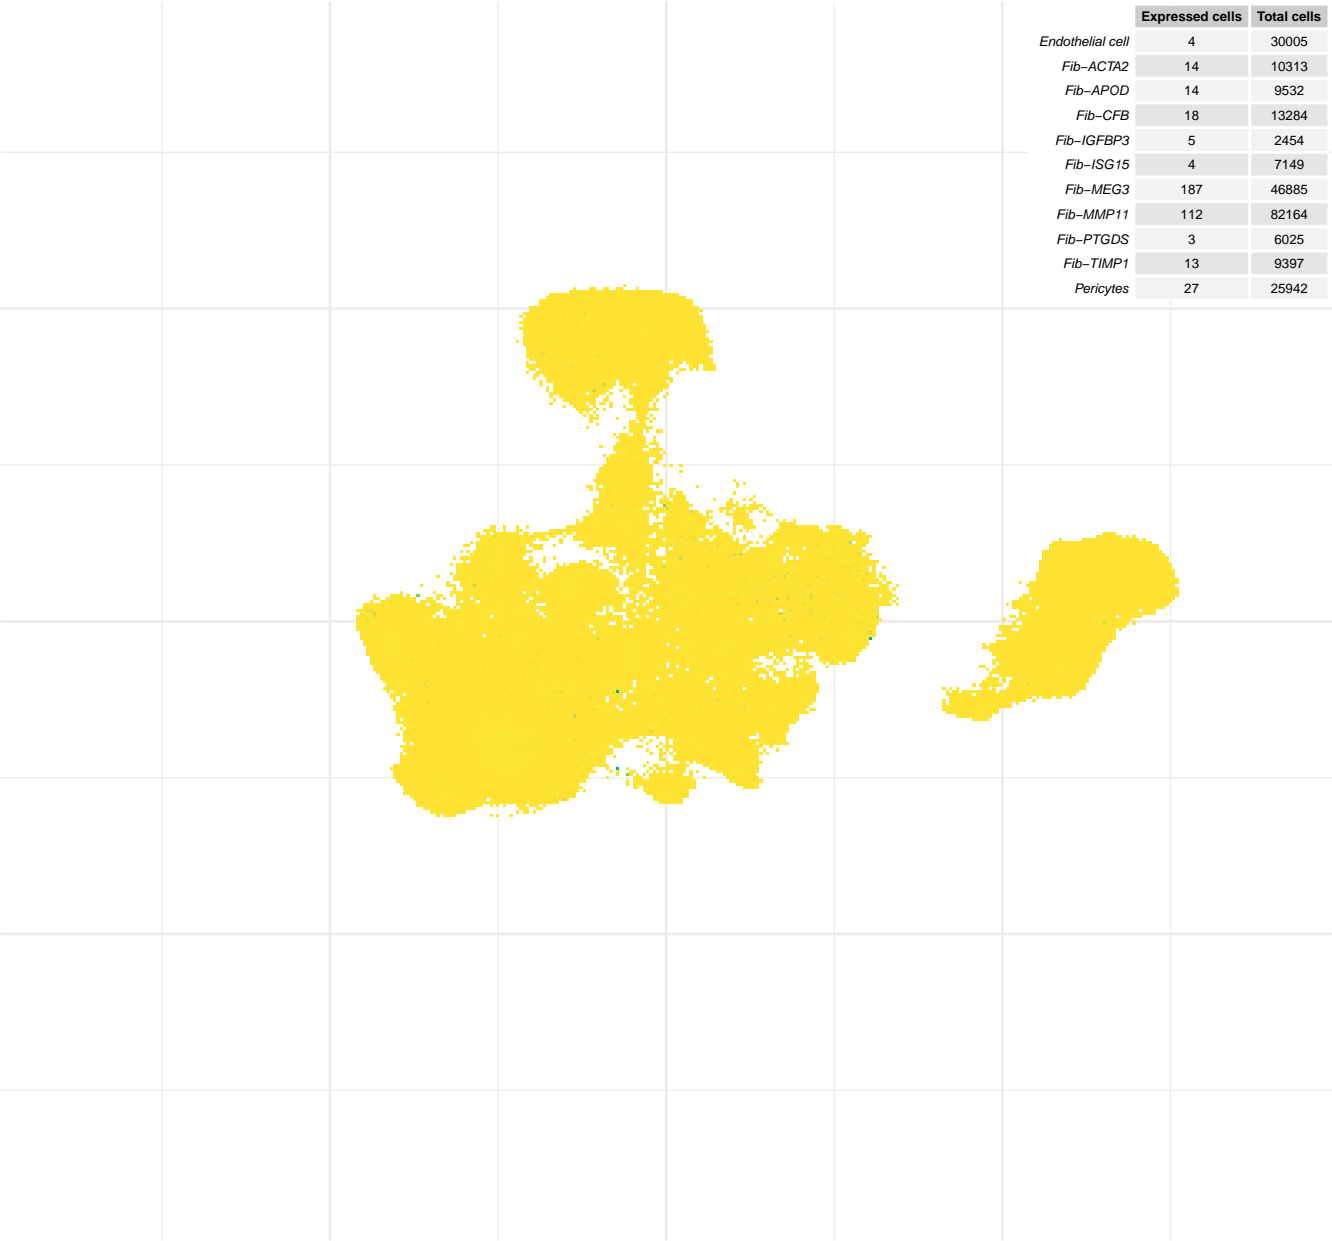 Expressed cells Total cells
Endothelial cell 4 30005
Fib−ACTA2 14 10313
Fib−APOD 14 9532
Fib−CFB 18 13284
Fib−IGFBP3 5 2454
Fib−ISG15 4 7149
Fib−MEG3 187 46885
Fib−MMP11 112 82164
Fib−PTGDS 3 6025
Fib−TIMP1 13 9397
Pericytes 27 25942